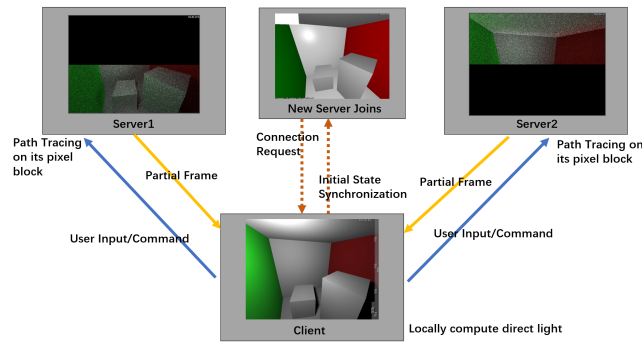 Server1
New Server Joins
Server2
Path Tracing
on its pixel
block
Connection
Request
Path Tracing on
its pixel block
Partial Frame
Initial State
Synchronization
Partial Frame
User Input/Command
User Input/Command
Client
Locally compute direct light